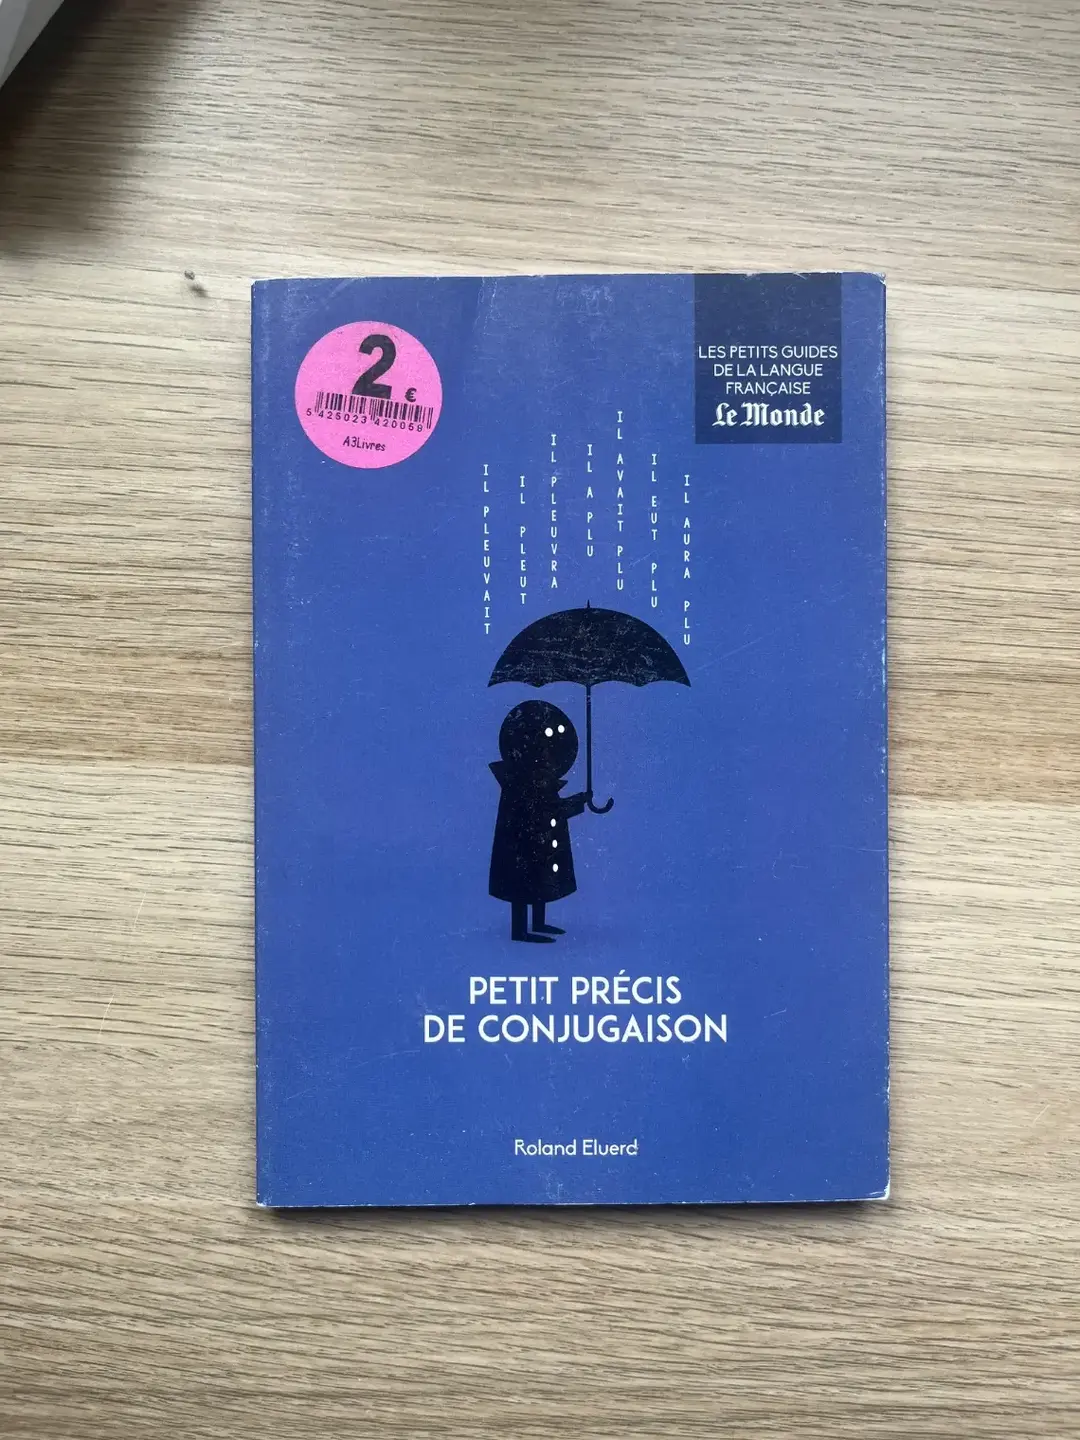 2 €
5 425023 420059
A3Livres
LES PETITS GUIDES
DE LA LANGUE
FRANÇAISE
Le Monde
IL PLEUVAIT
IL PLEUT
IL PLEUVRA
IL A PLU
IL AVAIT PLU
IL EUT PLU
IL AURA PLU
PETIT PRÉCIS
DE CONJUGAISON
Roland Eluerd